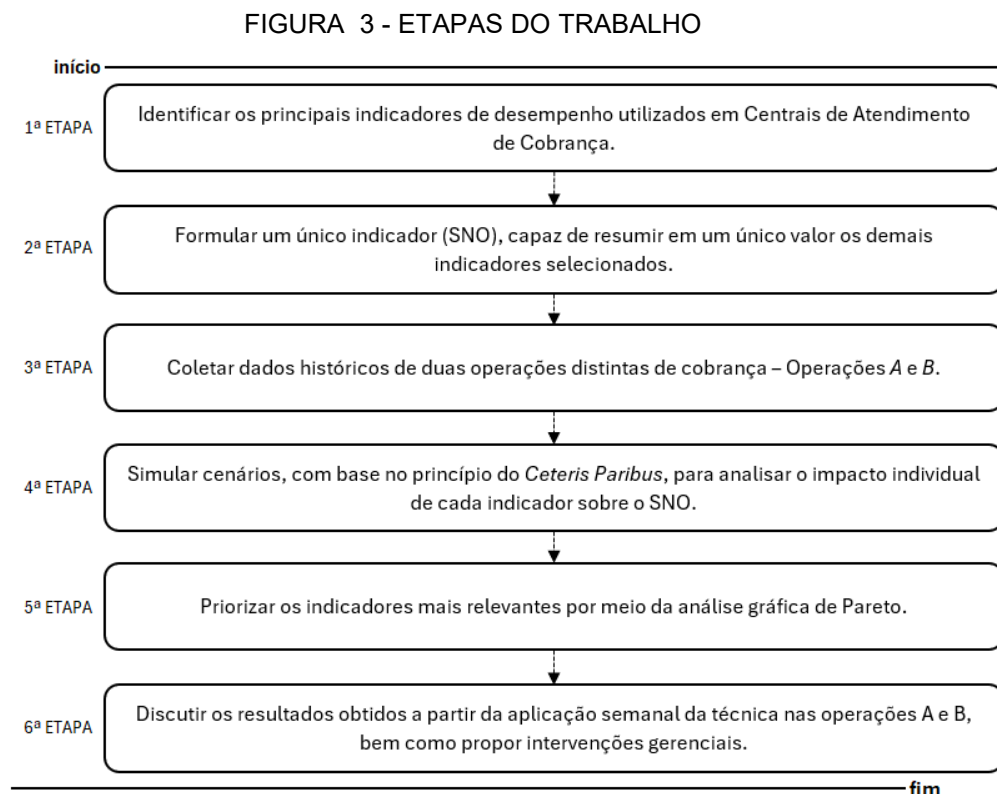 FIGURA 3 - ETAPAS DO TRABALHO
início
1ª ETAPA
Identificar os principais indicadores de desempenho utilizados em Centrais de Atendimento
de Cobrança.
2ª ETAPA
Formular um único indicador (SNO), capaz de resumir em um único valor os demais
indicadores selecionados.
3ª ETAPA
Coletar dados históricos de duas operações distintas de cobrança – Operações A e B.
4ª ETAPA
Simular cenários, com base no princípio do Ceteris Paribus, para analisar o impacto individual
de cada indicador sobre o SNO.
5ª ETAPA
Priorizar os indicadores mais relevantes por meio da análise gráfica de Pareto.
6ª ETAPA
Discutir os resultados obtidos a partir da aplicação semanal da técnica nas operações A e B,
bem como propor intervenções gerenciais.
fim